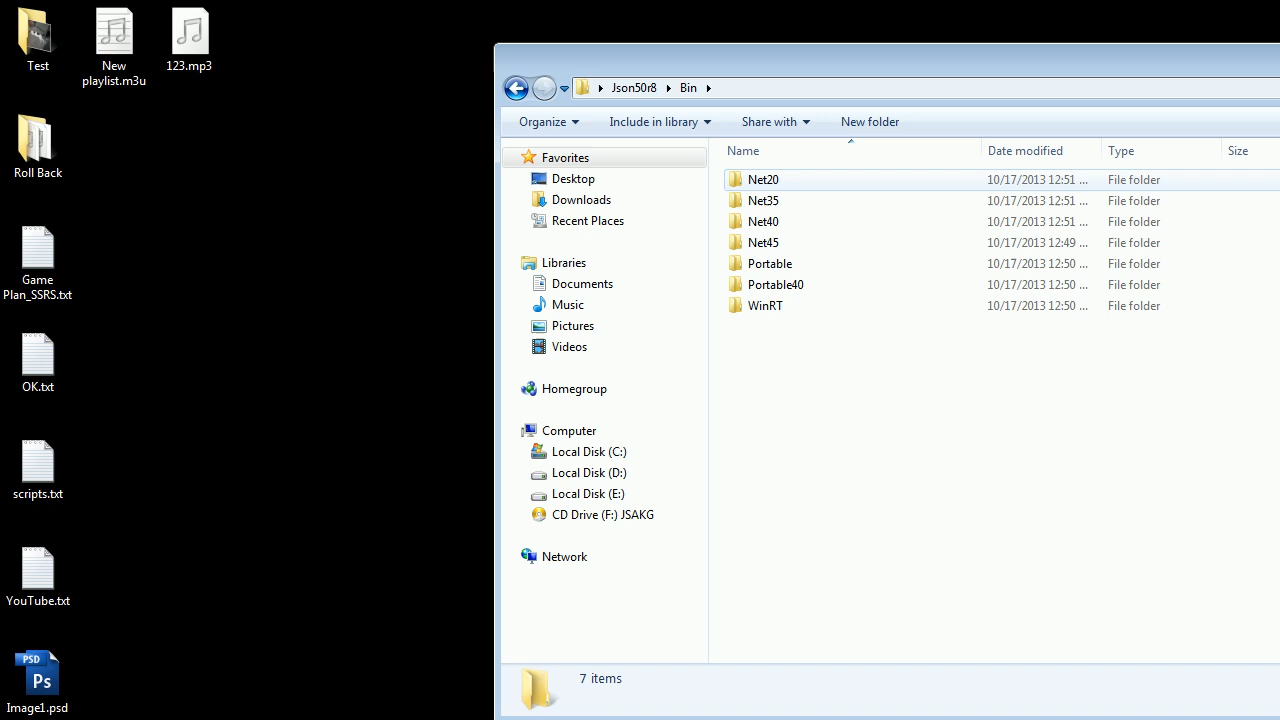 Test
New
playlist.m3u
123.mp3
Roll Back
Game
Plan_SSRS.txt
OK.txt
scripts.txt
YouTube.txt
PSD
Ps
Image1.psd
Json50r8 Bin
Organize Include in library Share with New folder
Favorites
Desktop
Downloads
Recent Places
Libraries
Documents
Music
Pictures
Videos
Homegroup
Computer
Local Disk (C:)
Local Disk (D:)
Local Disk (E:)
CD Drive (F:) JSAKG
Network
Name Date modified Type Size
Net20 10/17/2013 12:51 ... File folder
Net35 10/17/2013 12:51 ... File folder
Net40 10/17/2013 12:51 ... File folder
Net45 10/17/2013 12:49 ... File folder
Portable 10/17/2013 12:50 ... File folder
Portable40 10/17/2013 12:50 ... File folder
WinRT 10/17/2013 12:50 ... File folder
7 items